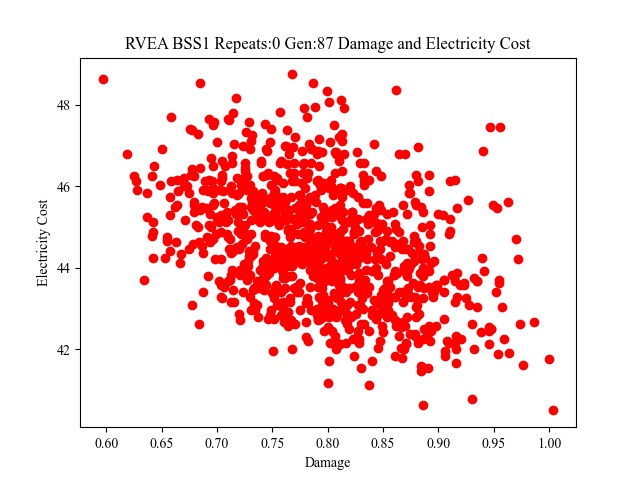 RVEA BSS1 Repeats:0 Gen:87 Damage and Electricity Cost
48
46
44
42
Electricity Cost
0.60 0.65 0.70 0.75 0.80 0.85 0.90 0.95 1.00
Damage